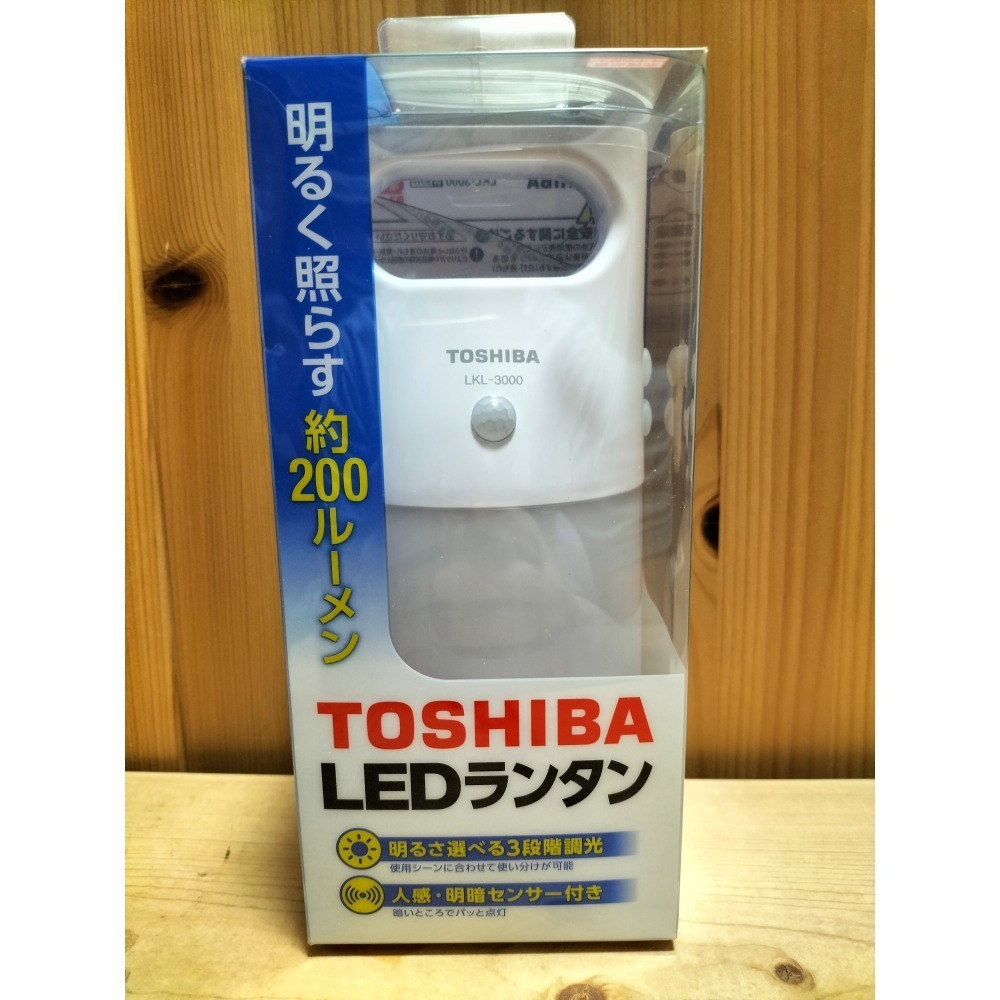 明るく照らす
約200ルーメン
TOSHIBA
LKL-3000
TOSHIBA
LEDランタン
明るさ選べる3段階調光
使用シーンに合わせて使い分けが可能
人感・明暗センサー付き
暗いところでパッと点灯